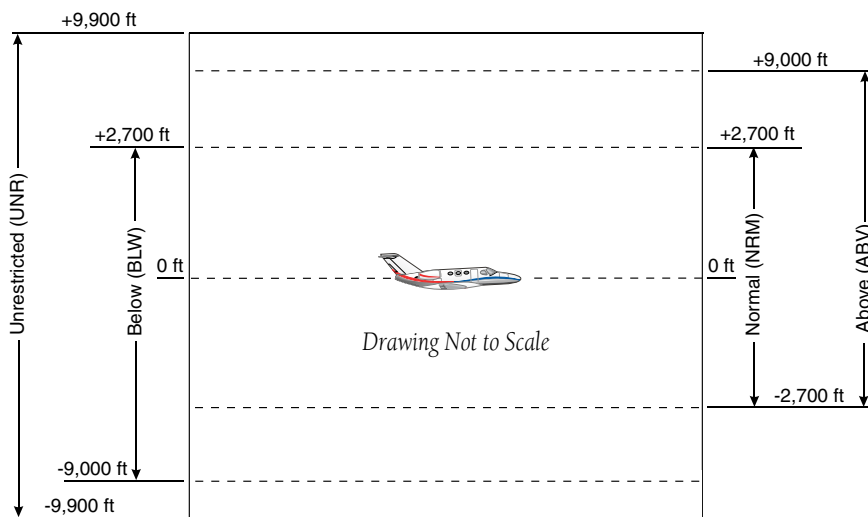 +9,900 ft
+9,000 ft
+2,700 ft
+2,700 ft
Unrestricted (UNR)
Below (BLW)
0 ft
0 ft
Normal (NRM)
Above (ABV)
Drawing Not to Scale
-2,700 ft
-9,000 ft
-9,900 ft